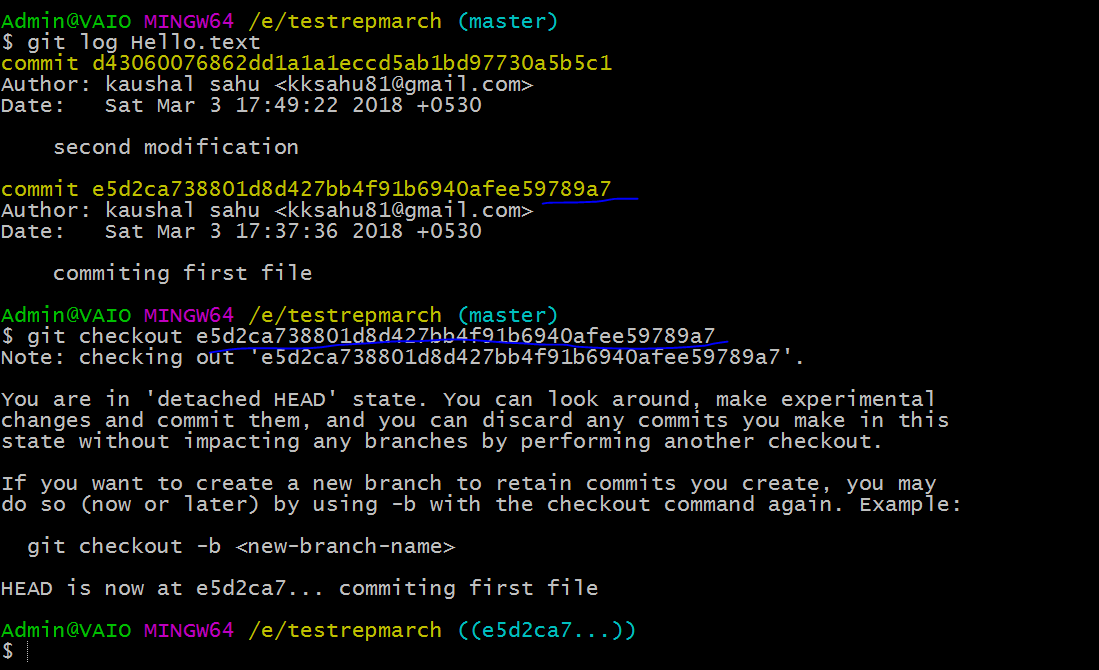 Admin@VAIO MINGW64 /e/testrepmarch (master)
$ git log Hello.text
commit d43060076862dd1a1a1eccd5ab1bd97730a5b5c1
Author: kaushal sahu <kksahu81@gmail.com>
Date:   Sat Mar 3 17:49:22 2018 +0530
    second modification
commit e5d2ca738801d8d427bb4f91b6940afee59789a7
Author: kaushal sahu <kksahu81@gmail.com>
Date:   Sat Mar 3 17:37:36 2018 +0530
    commiting first file
Admin@VAIO MINGW64 /e/testrepmarch (master)
$ git checkout e5d2ca738801d8d427bb4f91b6940afee59789a7
Note: checking out 'e5d2ca738801d8d427bb4f91b6940afee59789a7'.
You are in 'detached HEAD' state. You can look around, make experimental
changes and commit them, and you can discard any commits you make in this
state without impacting any branches by performing another checkout.
If you want to create a new branch to retain commits you create, you may
do so (now or later) by using -b with the checkout command again. Example:
  git checkout -b <new-branch-name>
HEAD is now at e5d2ca7... commiting first file
Admin@VAIO MINGW64 /e/testrepmarch ((e5d2ca7...))
$